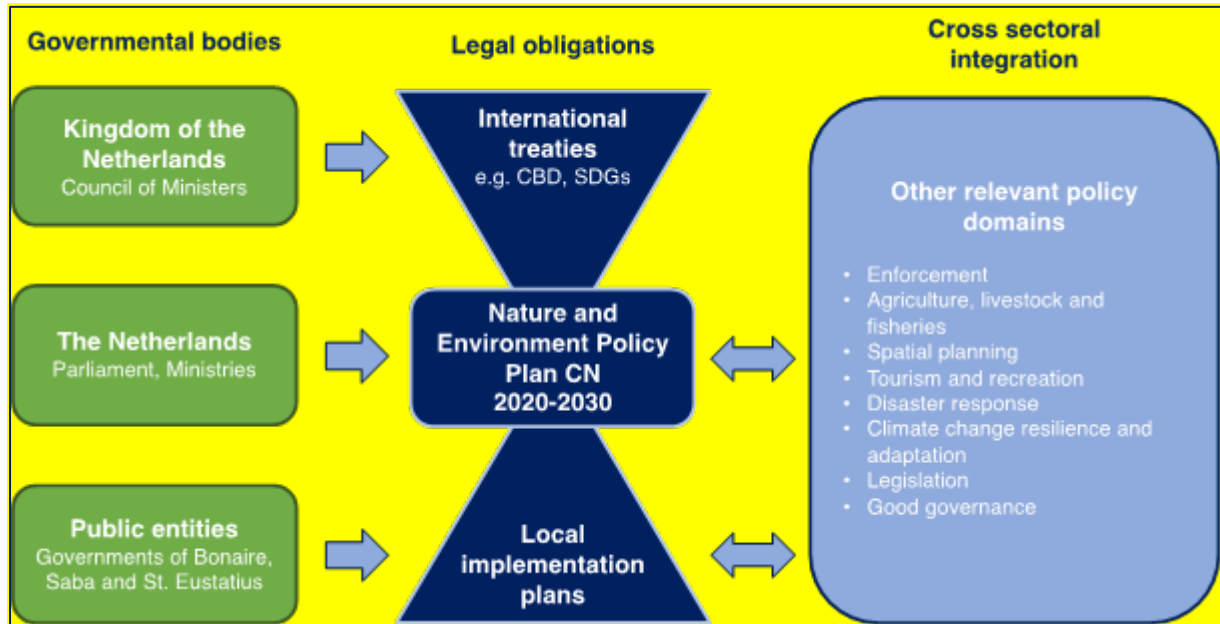 Governmental bodies
Legal obligations
Cross sectoral
integration
Kingdom of the
Netherlands
Council of Ministers
International
treaties
e.g. CBD, SDGs
The Netherlands
Parliament, Ministries
Nature and
Environment Policy
Plan CN
2020-2030
Public entities
Governments of Bonaire,
Saba and St. Eustatius
Local
implementation
plans
Other relevant policy
domains
• Enforcement
• Agriculture, livestock and
fisheries
• Spatial planning
• Tourism and recreation
• Disaster response
• Climate change resilience and
adaptation
• Legislation
• Good governance